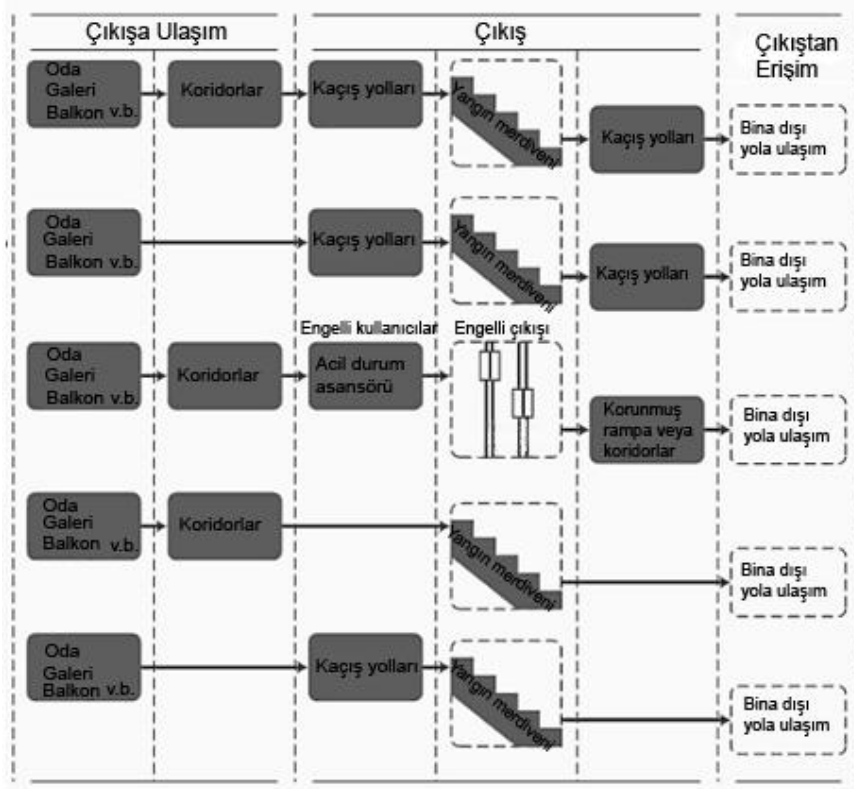 Çıkışa Ulaşım
Çıkış
Çıkıştan
Erişim
Oda
Galeri
Balkon v.b.
Koridorlar
Kaçış yolları
Yangın merdiveni
Kaçış yolları
Bina dışı
yola ulaşım
Oda
Galeri
Balkon v.b.
Kaçış yolları
Yangın merdiveni
Kaçış yolları
Bina dışı
yola ulaşım
Engelli kullanıcılar
Engelli çıkışı
Oda
Galeri
Balkon v.b.
Koridorlar
Acil durum
asansörü
Korunmuş
rampa veya
koridorlar
Bina dışı
yola ulaşım
Oda
Galeri
Balkon v.b.
Koridorlar
Yangın merdiveni
Bina dışı
yola ulaşım
Oda
Galeri
Balkon v.b.
Kaçış yolları
Yangın merdiveni
Bina dışı
yola ulaşım